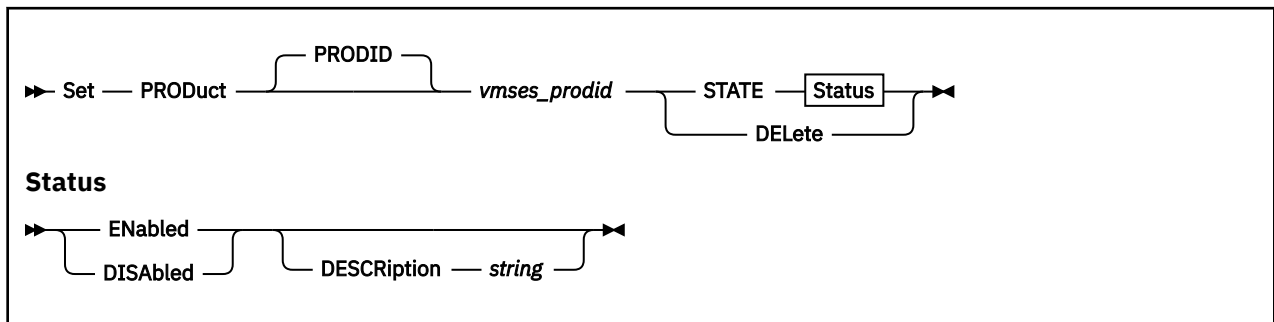 PRODID
Set PRODuct vmses_prodid STATE Status
DELete
Status
ENabled
DISAbled DESCRiption string